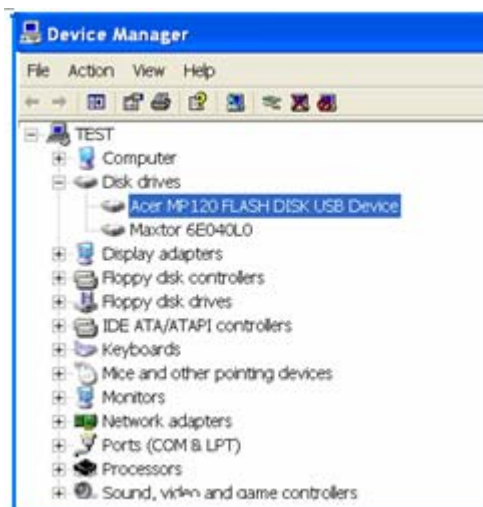 Device Manager
File Action View Help
TEST
Computer
Disk drives
Acer MP120 FLASH DISK USB Device
Maxtor 6E040L0
Display adapters
Floppy disk controllers
Floppy disk drives
IDE ATA/ATAPI controllers
Keyboards
Mice and other pointing devices
Monitors
Network adapters
Ports (COM & LPT)
Processors
Sound, video and game controllers